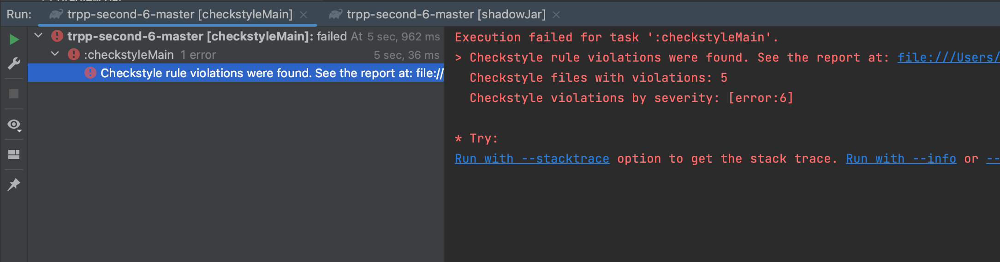 Run: trpp-second-6-master [checkstyleMain] trpp-second-6-master [shadowJar]
trpp-second-6-master [checkstyleMain]: failed At 5 sec, 962 ms
:checkstyleMain 1 error 5 sec, 36 ms
Checkstyle rule violations were found. See the report at: file://
Execution failed for task ':checkstyleMain'.
> Checkstyle rule violations were found. See the report at: file:///Users/
Checkstyle files with violations: 5
Checkstyle violations by severity: [error:6]
* Try:
Run with --stacktrace option to get the stack trace. Run with --info or --